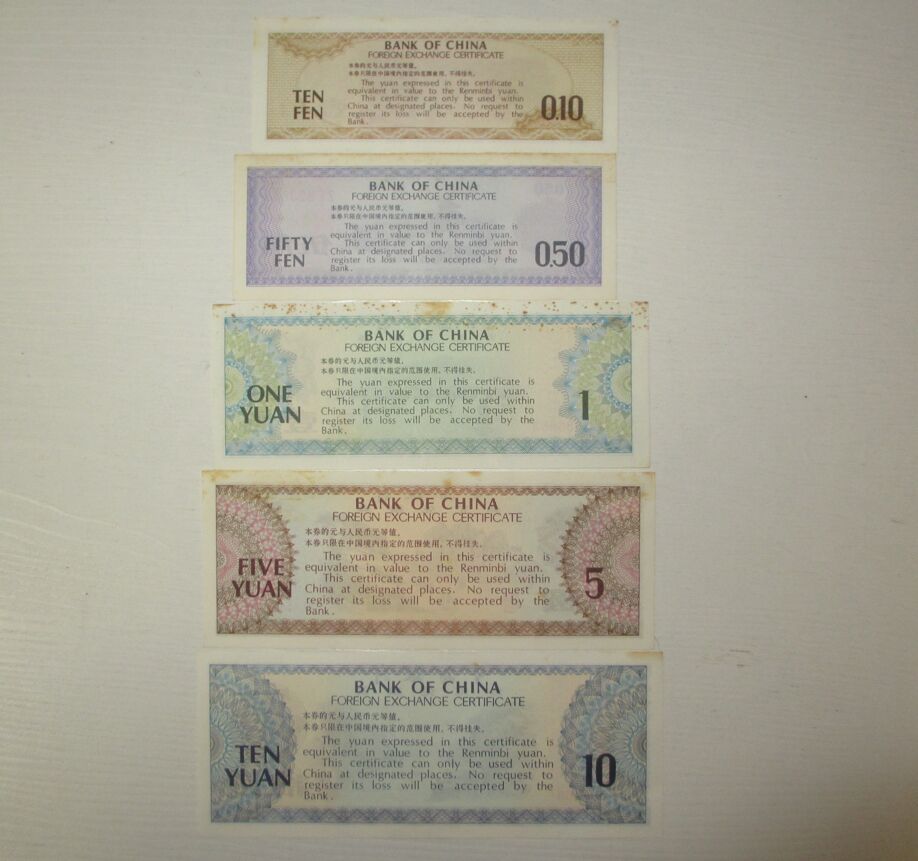 BANK OF CHINA
FOREIGN EXCHANGE CERTIFICATE
本券的元与人民币元等值。
本券只限在中国境内指定的范围使用，不得挂失。
The yuan expressed in this certificate is
equivalent in value to the Renminbi yuan.
This certificate can only be used within
China at designated places. No request to
register its loss will be accepted by the
Bank.
TEN
FEN
0.10
BANK OF CHINA
FOREIGN EXCHANGE CERTIFICATE
本券的元与人民币元等值。
本券只限在中国境内指定的范围使用，不得挂失。
The yuan expressed in this certificate is
equivalent in value to the Renminbi yuan.
This certificate can only be used within
China at designated places. No request to
register its loss will be accepted by the
Bank.
FIFTY
FEN
0.50
BANK OF CHINA
FOREIGN EXCHANGE CERTIFICATE
本券的元与人民币元等值。
本券只限在中国境内指定的范围使用，不得挂失。
The yuan expressed in this certificate is
equivalent in value to the Renminbi yuan.
This certificate can only be used within
China at designated places. No request to
register its loss will be accepted by the
Bank.
ONE
YUAN
1
BANK OF CHINA
FOREIGN EXCHANGE CERTIFICATE
本券的元与人民币元等值。
本券只限在中国境内指定的范围使用，不得挂失。
The yuan expressed in this certificate is
equivalent in value to the Renminbi yuan.
This certificate can only be used within
China at designated places. No request to
register its loss will be accepted by the
Bank.
FIVE
YUAN
5
BANK OF CHINA
FOREIGN EXCHANGE CERTIFICATE
本券的元与人民币元等值。
本券只限在中国境内指定的范围使用，不得挂失。
The yuan expressed in this certificate is
equivalent in value to the Renminbi yuan.
This certificate can only be used within
China at designated places. No request to
register its loss will be accepted by the
Bank.
TEN
YUAN
10